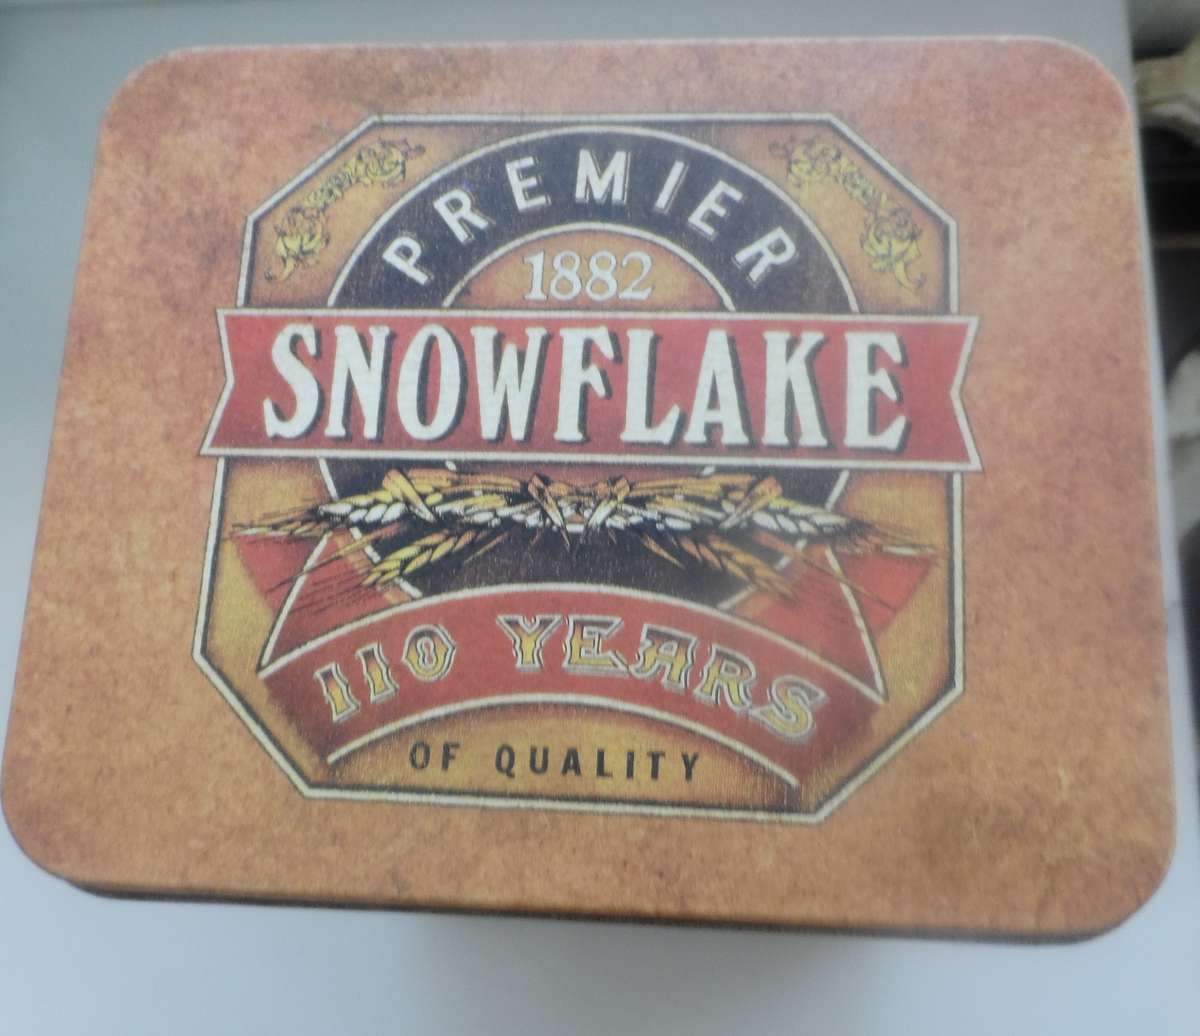 PREMIER
1882
SNOWFLAKE
110 YEARS
OF QUALITY